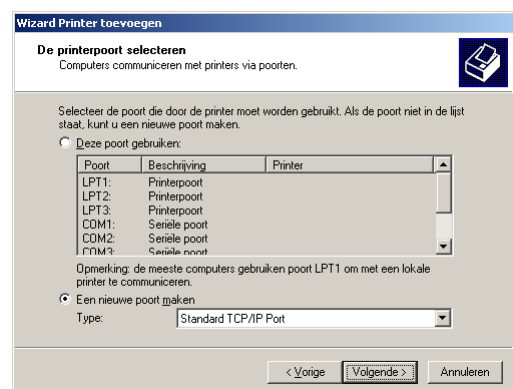 Wizard Printer toevoegen
De printerpoort selecteren
Computers communiceren met printers via poorten.
Selecteer de poort die door de printer moet worden gebruikt. Als de poort niet in de lijst
staat, kunt u een nieuwe poort maken.
Deze poort gebruiken:
Poort Beschrijving Printer
LPT1: Printerpoort
LPT2: Printerpoort
LPT3: Printerpoort
COM1: Seriële poort
COM2: Seriële poort
COM3: Seriële poort
Opmerking: de meeste computers gebruiken poort LPT1 om met een lokale
printer te communiceren.
Een nieuwe poort maken
Type: Standard TCP/IP Port
< Vorige Volgende > Annuleren